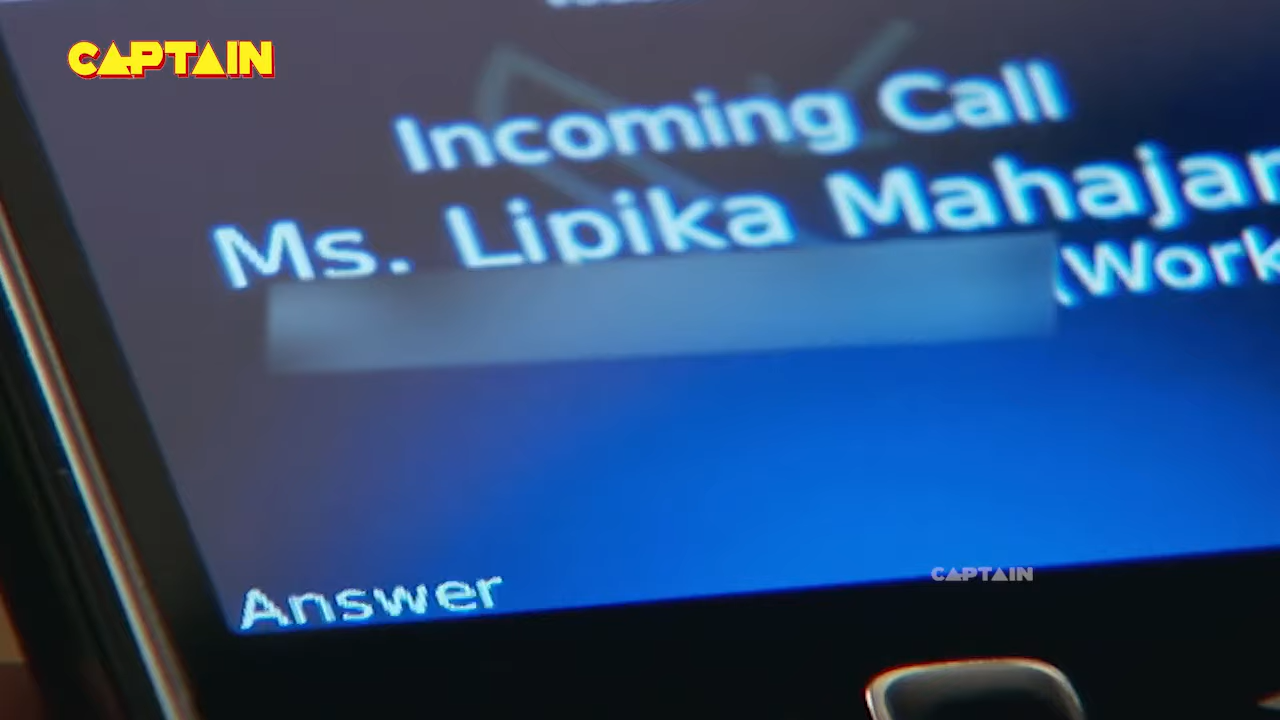 CAPTAIN
Incoming Call
Ms. Lipika Mahajan
(Work
Answer
CAPTAIN